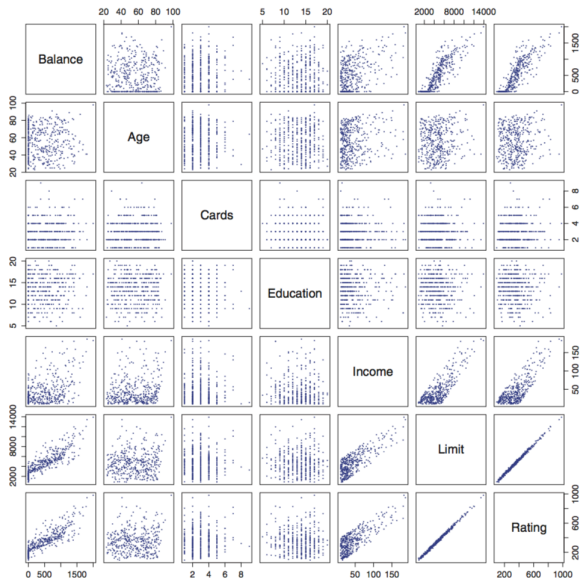 20 40 60 80 100
5 10 15 20
2000 8000 14000
Balance
0 500 1500
20 40 60 80 100
Age
Cards
2 4 6 8
5 10 15 20
Education
Income
50 100 150
2000 8000 14000
Limit
Rating
200 600 1000
0 500 1500
2 4 6 8
50 100 150
200 600 1000